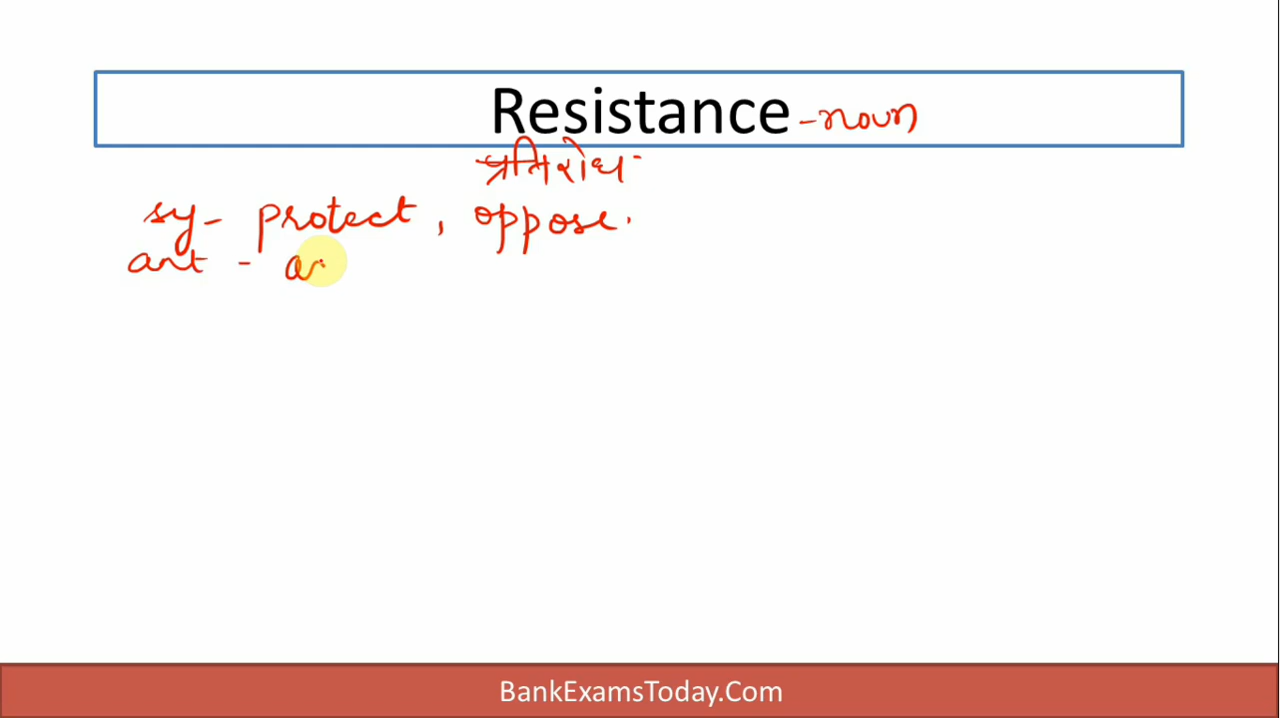 Resistance - noun
प्रतिरोध
sy - protect, oppose.
ant -
BankExamsToday.Com